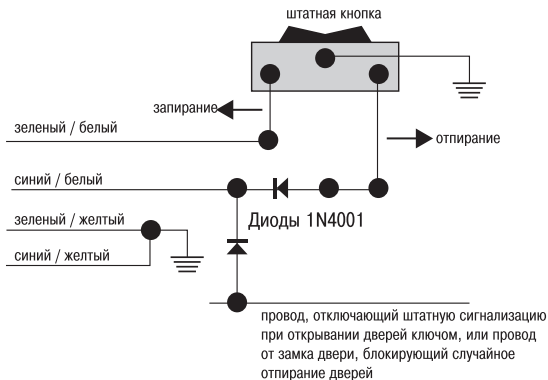 штатная кнопка
запирание
зеленый / белый
отпирание
синий / белый
Диоды 1N4001
зеленый / желтый
синий / желтый
провод, отключающий штатную сигнализацию
при открывании дверей ключом, или провод
от замка двери, блокирующий случайное
отпирание дверей